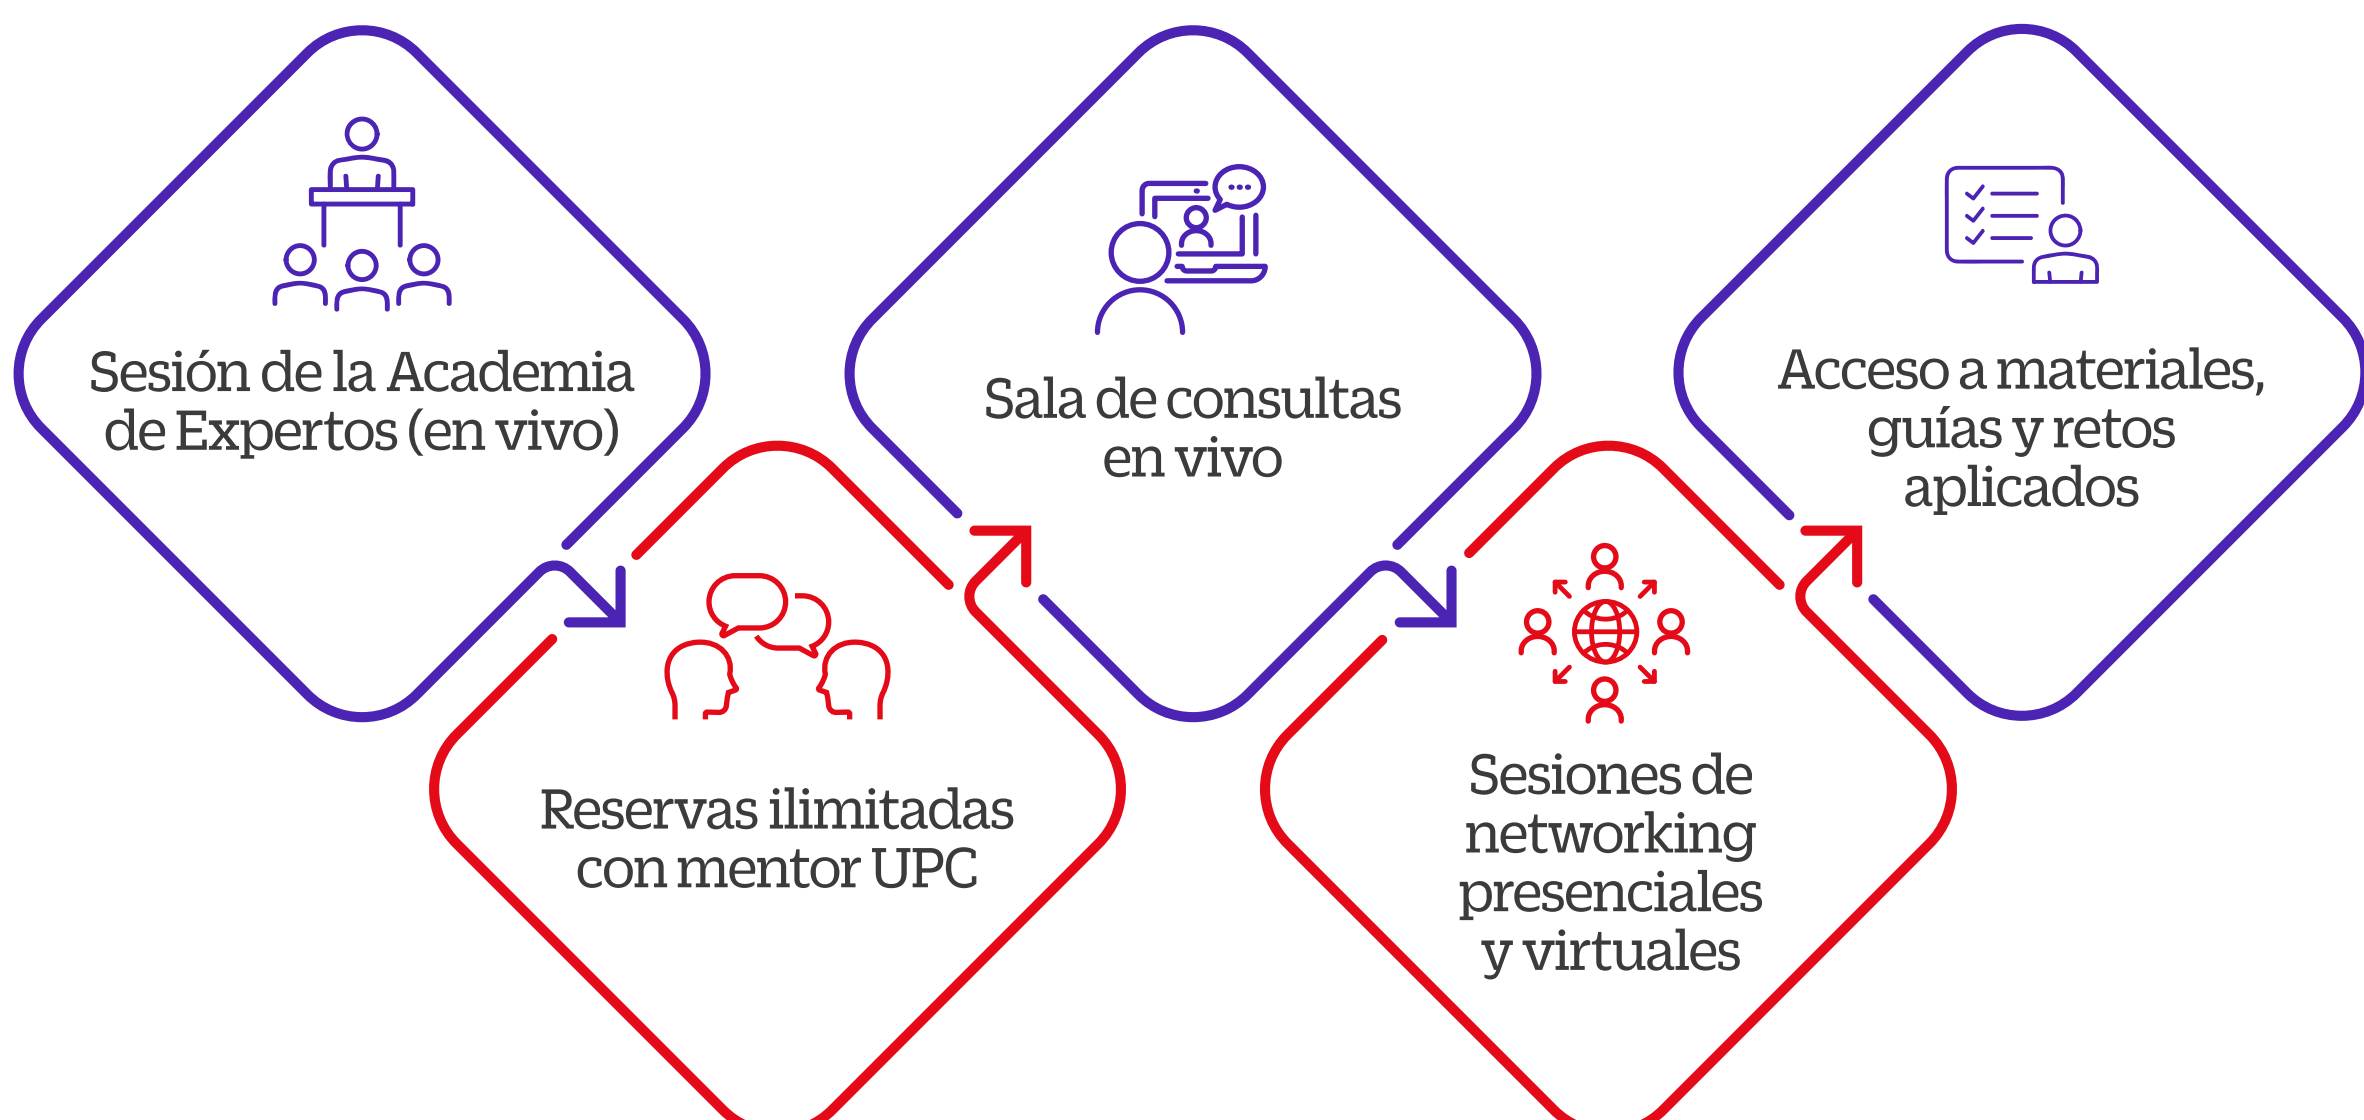 Sesión de la Academia
de Expertos (en vivo)
Reservas ilimitadas
con mentor UPC
Sala de consultas
en vivo
Sesiones de
networking
presenciales
y virtuales
Acceso a materiales,
guías y retos
aplicados